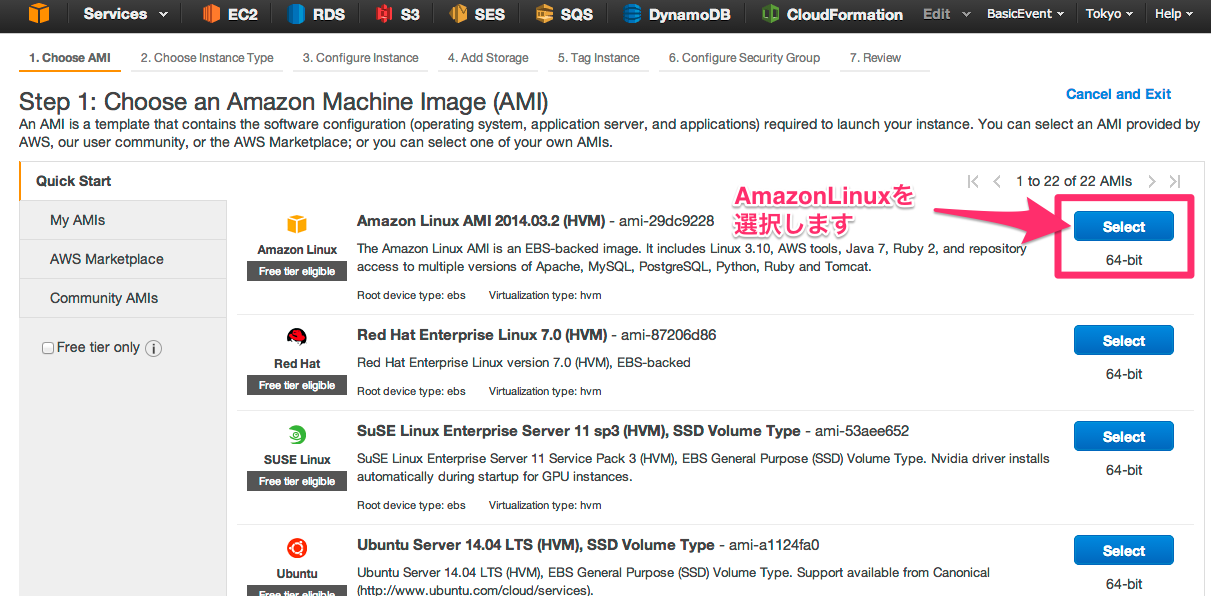 Services EC2 RDS S3 SES SQS DynamoDB CloudFormation Edit BasicEvent Tokyo Help
1. Choose AMI 2. Choose Instance Type 3. Configure Instance 4. Add Storage 5. Tag Instance 6. Configure Security Group 7. Review
Step 1: Choose an Amazon Machine Image (AMI)
Cancel and Exit
An AMI is a template that contains the software configuration (operating system, application server, and applications) required to launch your instance. You can select an AMI provided by
AWS, our user community, or the AWS Marketplace; or you can select one of your own AMIs.
Quick Start
My AMIs
AWS Marketplace
Community AMIs
Free tier only
1 to 22 of 22 AMIs
AmazonLinuxを
選択します
Amazon Linux
Free tier eligible
Amazon Linux AMI 2014.03.2 (HVM) - ami-29dc9228
The Amazon Linux AMI is an EBS-backed image. It includes Linux 3.10, AWS tools, Java 7, Ruby 2, and repository
access to multiple versions of Apache, MySQL, PostgreSQL, Python, Ruby and Tomcat.
Root device type: ebs Virtualization type: hvm
Select
64-bit
Red Hat
Free tier eligible
Red Hat Enterprise Linux 7.0 (HVM) - ami-87206d86
Red Hat Enterprise Linux version 7.0 (HVM), EBS-backed
Root device type: ebs Virtualization type: hvm
Select
64-bit
SUSE Linux
Free tier eligible
SuSE Linux Enterprise Server 11 sp3 (HVM), SSD Volume Type - ami-53aee652
SuSE Linux Enterprise Server 11 Service Pack 3 (HVM), EBS General Purpose (SSD) Volume Type. Nvidia driver installs
automatically during startup for GPU instances.
Root device type: ebs Virtualization type: hvm
Select
64-bit
Ubuntu
Free tier eligible
Ubuntu Server 14.04 LTS (HVM), SSD Volume Type - ami-a1124fa0
Ubuntu Server 14.04 LTS (HVM), EBS General Purpose (SSD) Volume Type. Support available from Canonical
(http://www.ubuntu.com/cloud/services).
Select
64-bit